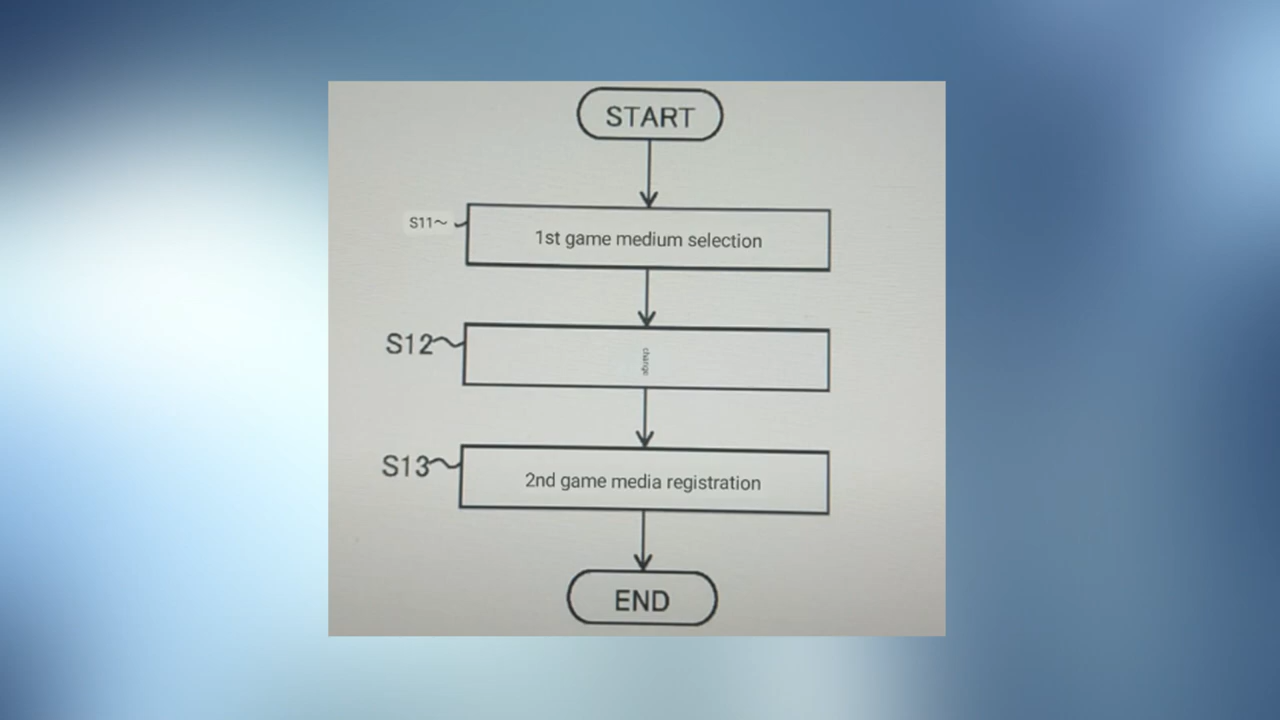 START
S11~
1st game medium selection
S12
change
S13
2nd game media registration
END